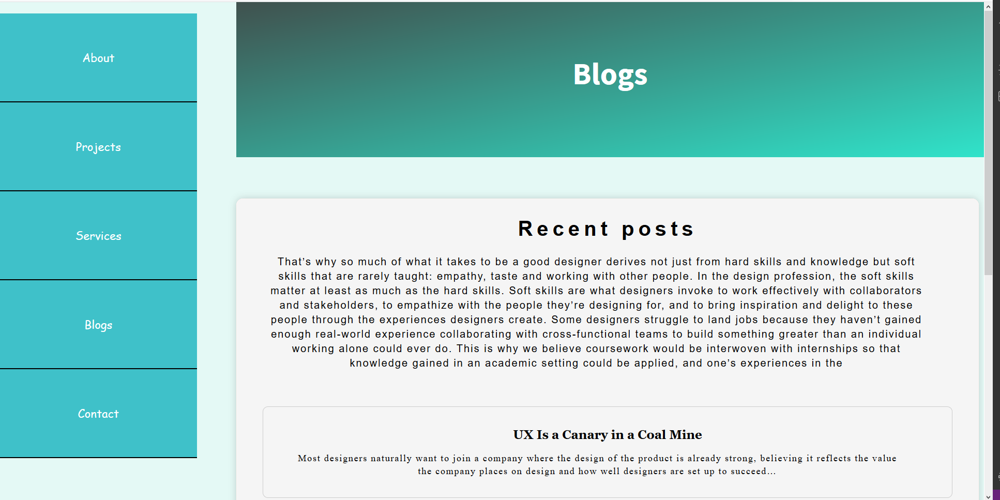 About
Projects
Services
Blogs
Contact
Blogs
Recent posts
That’s why so much of what it takes to be a good designer derives not just from hard skills and knowledge but soft
skills that are rarely taught: empathy, taste and working with other people. In the design profession, the soft skills
matter at least as much as the hard skills. Soft skills are what designers invoke to work effectively with collaborators
and stakeholders, to empathize with the people they’re designing for, and to bring inspiration and delight to these
people through the experiences designers create. Some designers struggle to land jobs because they haven’t gained
enough real-world experience collaborating with cross-functional teams to build something greater than an individual
working alone could ever do. This is why we believe coursework would be interwoven with internships so that
knowledge gained in an academic setting could be applied, and one’s experiences in the
UX Is a Canary in a Coal Mine
Most designers naturally want to join a company where the design of the product is already strong, believing it reflects the value
the company places on design and how well designers are set up to succeed…